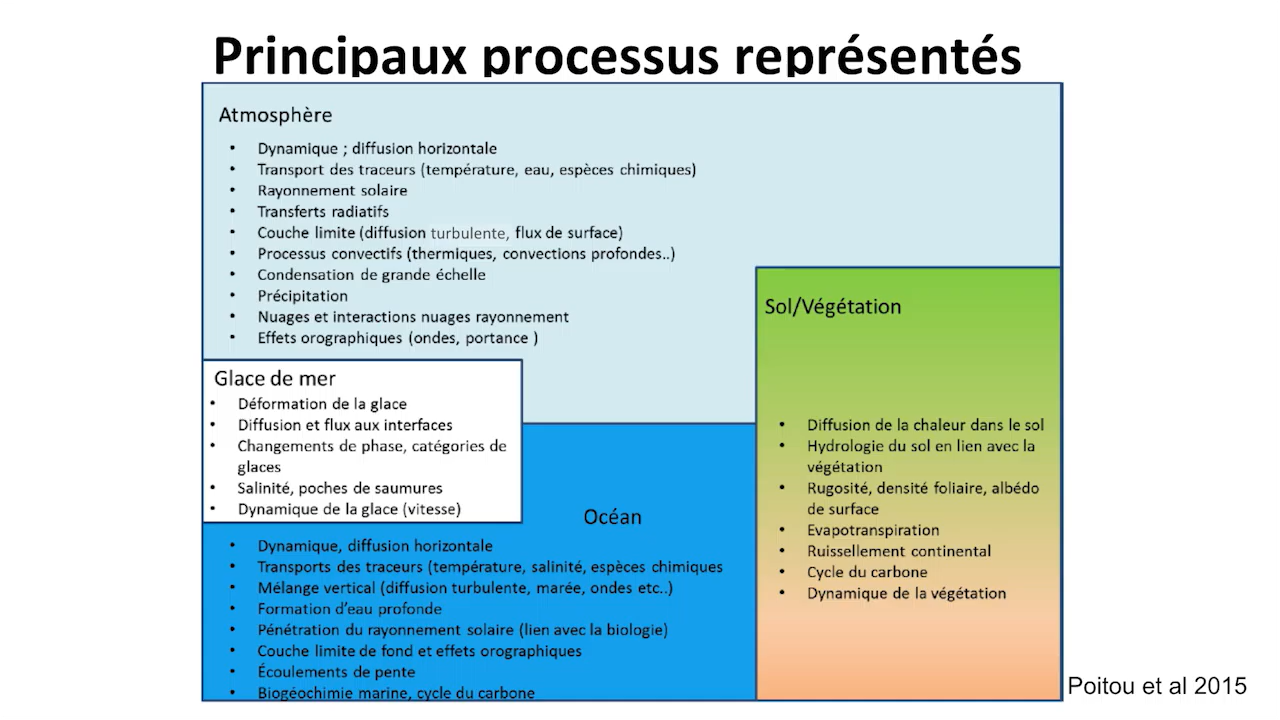 Principaux processus représentés
Atmosphère
• Dynamique ; diffusion horizontale
• Transport des traceurs (température, eau, espèces chimiques)
• Rayonnement solaire
• Transferts radiatifs
• Couche limite (diffusion turbulente, flux de surface)
• Processus convectifs (thermiques, convections profondes..)
• Condensation de grande échelle
• Précipitation
• Nuages et interactions nuages rayonnement
• Effets orographiques (ondes, portance )
Glace de mer
• Déformation de la glace
• Diffusion et flux aux interfaces
• Changements de phase, catégories de
glaces
• Salinité, poches de saumures
• Dynamique de la glace (vitesse)
Océan
• Dynamique, diffusion horizontale
• Transports des traceurs (température, salinité, espèces chimiques
• Mélange vertical (diffusion turbulente, marée, ondes etc..)
• Formation d'eau profonde
• Pénétration du rayonnement solaire (lien avec la biologie)
• Couche limite de fond et effets orographiques
• Écoulements de pente
• Biogéochimie marine, cycle du carbone
Sol/Végétation
• Diffusion de la chaleur dans le sol
• Hydrologie du sol en lien avec la
végétation
• Rugosité, densité foliaire, albédo
de surface
• Evapotranspiration
• Ruissellement continental
• Cycle du carbone
• Dynamique de la végétation
Poitou et al 2015